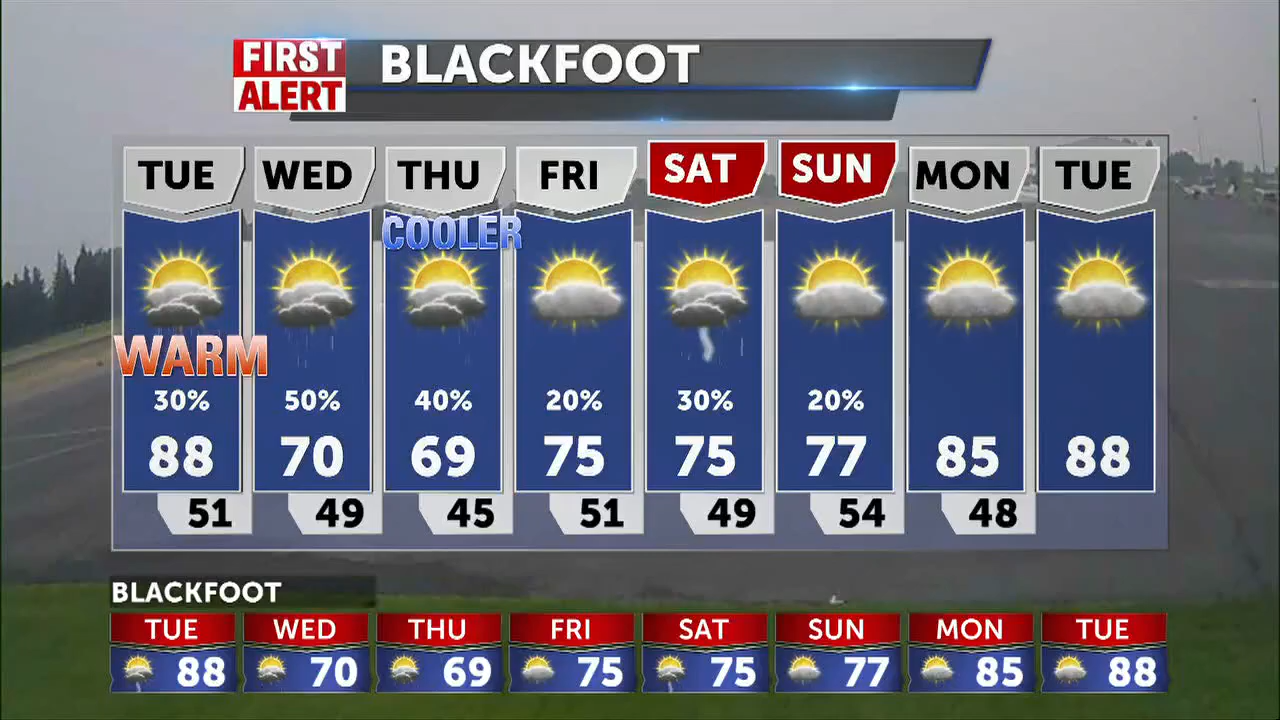 FIRST
ALERT
BLACKFOOT
TUE WED THU FRI SAT SUN MON TUE
COOLER
WARM
30% 50% 40% 20% 30% 20%
88 70 69 75 75 77 85 88
51 49 45 51 49 54 48
BLACKFOOT
TUE WED THU FRI SAT SUN MON TUE
88 70 69 75 75 77 85 88